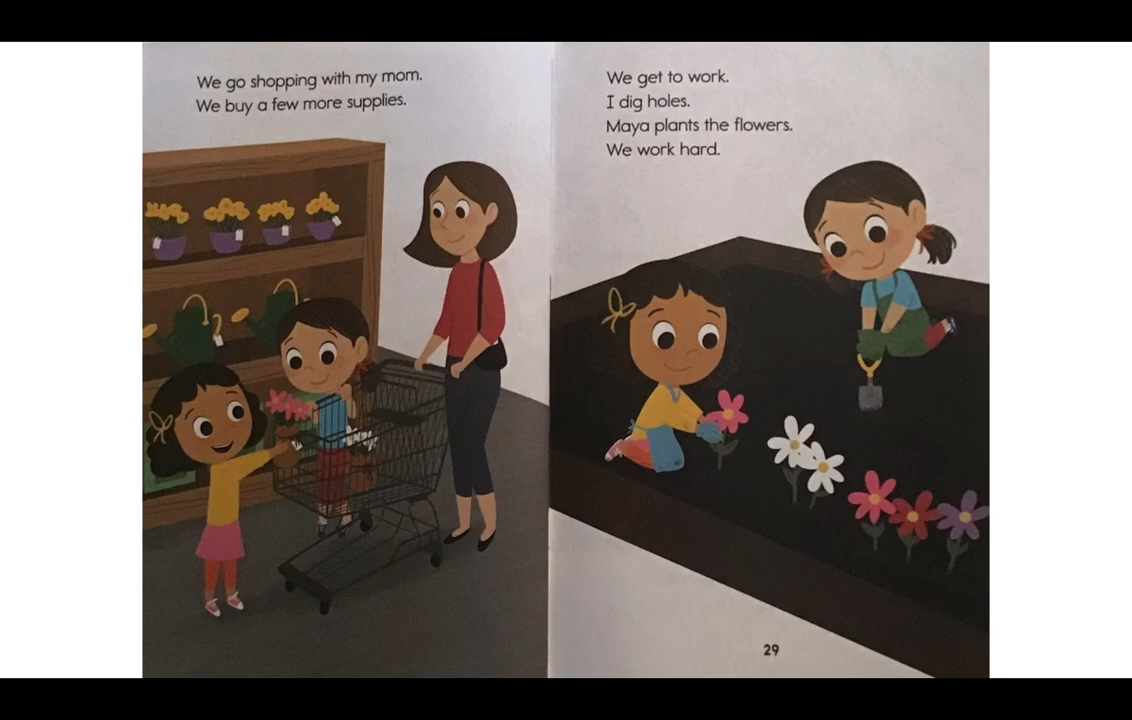 We go shopping with my mom.
We buy a few more supplies.
We get to work.
I dig holes.
Maya plants the flowers.
We work hard.
29